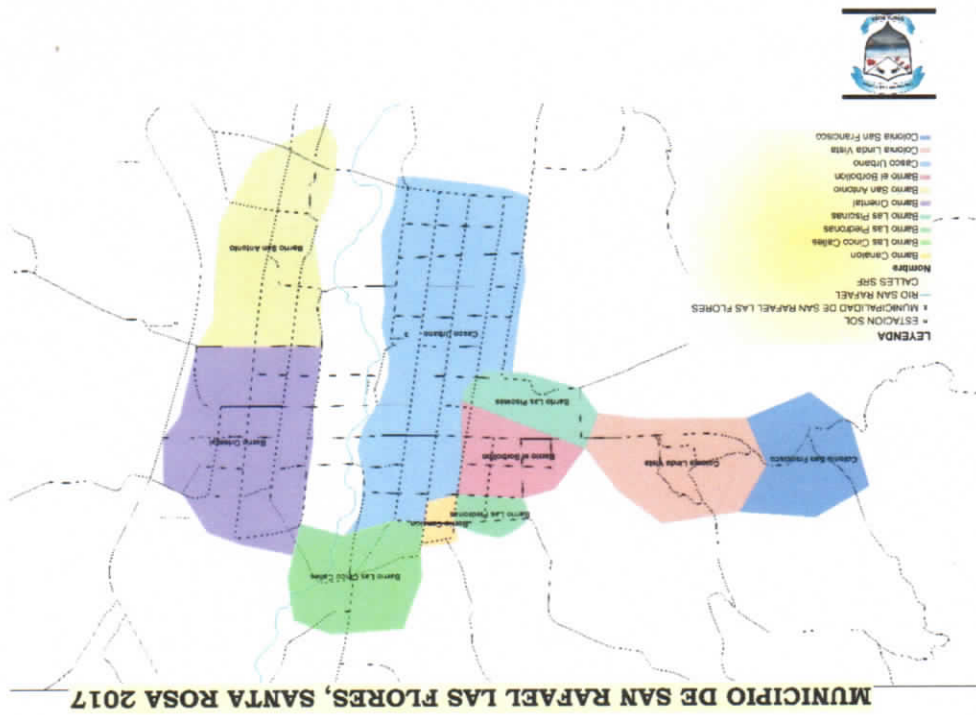 MUNICIPIO DE SAN RAFAEL LAS FLORES, SANTA ROSA 2017
Barrio Las Cinco Calles
Barrio Canalon
Barrio Las Piedronas
Colonia San Francisco
Colonia Linda Vista
Barrio el Borbollon
Barrio Oriental
Barrio Las Piscinas
Casco Urbano
Barrio San Antonio
LEYENDA
ESTACION SOL
MUNICIPALIDAD DE SAN RAFAEL LAS FLORES
RIO SAN RAFAEL
CALLES SRF
Nombre
Barrio Canalon
Barrio Las Cinco Calles
Barrio Las Piedronas
Barrio Las Piscinas
Barrio Oriental
Barrio San Antonio
Barrio el Borbollon
Casco Urbano
Colonia Linda Vista
Colonia San Francisco